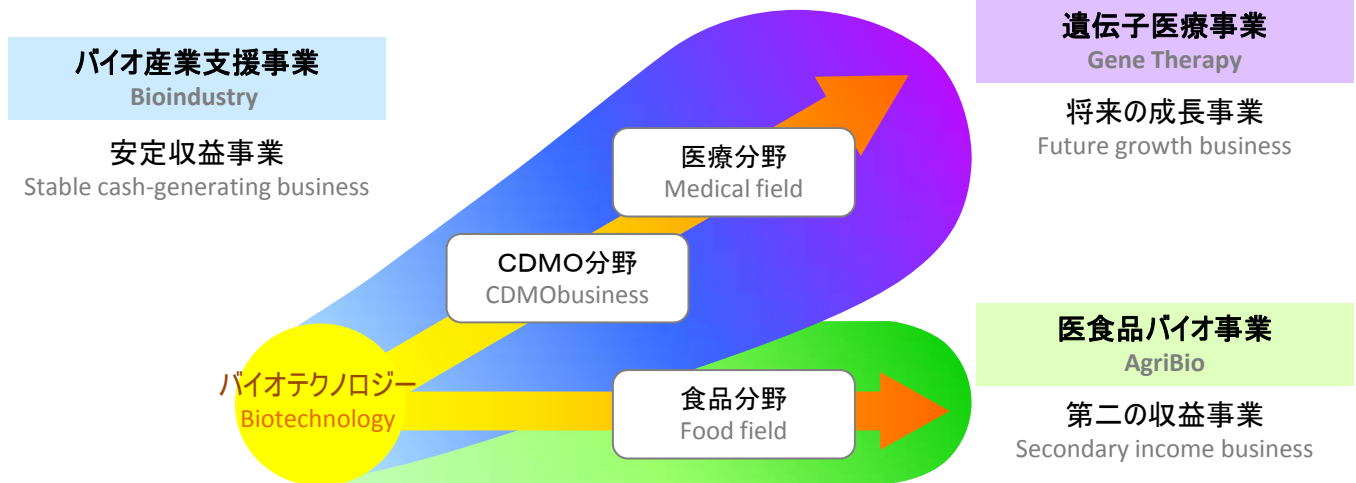 バイオ産業支援事業
Bioindustry
安定収益事業
Stable cash-generating business
遺伝子医療事業
Gene Therapy
将来の成長事業
Future growth business
医療分野
Medical field
CDMO分野
CDMObusiness
バイオテクノロジー
Biotechnology
食品分野
Food field
医食品バイオ事業
AgriBio
第二の収益事業
Secondary income business